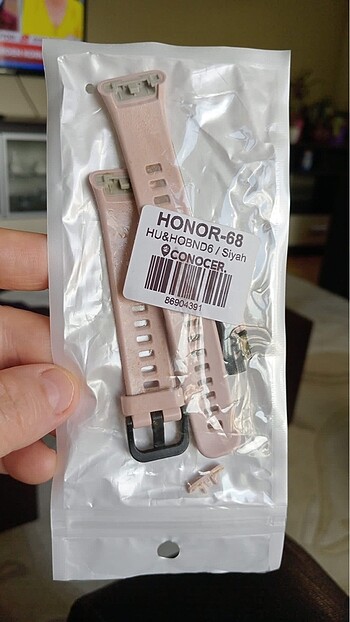 HONOR-68
HU&HOBND6 / Siyah
CONOCER.
86904391